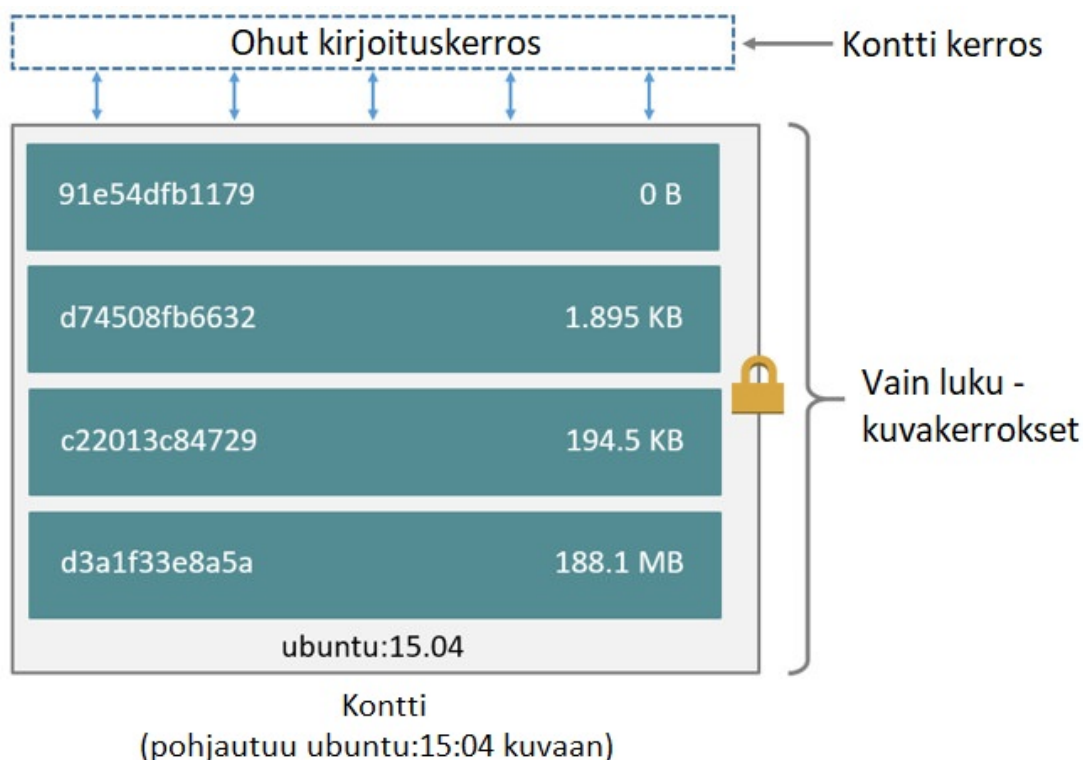 Ohut kirjoituskerros
Kontti kerros
91e54dfb1179 0 B
d74508fb6632 1.895 KB
c22013c84729 194.5 KB
d3a1f33e8a5a 188.1 MB
ubuntu:15.04
Vain luku -
kuvakerrokset
Kontti
(pohjautuu ubuntu:15:04 kuvaan)